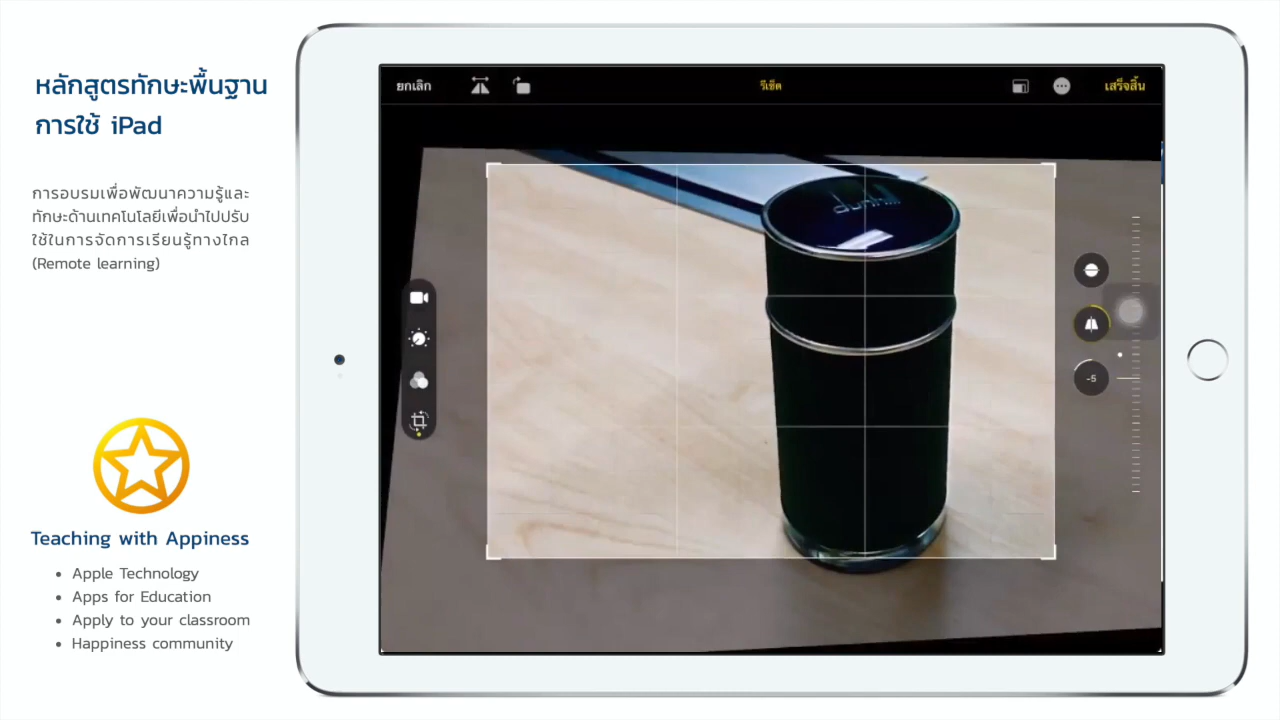 หลักสูตรทักษะพื้นฐาน
การใช้ iPad
การอบรมเพื่อพัฒนาความรู้และ
ทักษะด้านเทคโนโลยีเพื่อนำไปปรับ
ใช้ในการจัดการเรียนรู้ทางไกล
(Remote learning)
Teaching with Appiness
• Apple Technology
• Apps for Education
• Apply to your classroom
• Happiness community
ยกเลิก
รีเซ็ต
เสร็จสิ้น
dunhill
-5